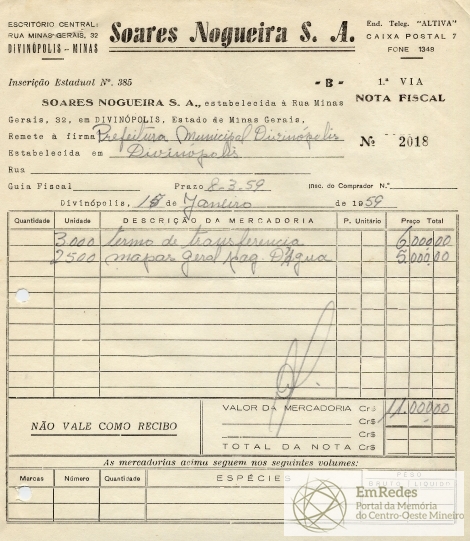 ESCRITÓRIO CENTRAL:
RUA MINAS GERAIS, 32
DIVINÓPOLIS - MINAS
Soares Nogueira S. A.
End. Teleg. "ALTIVA"
CAIXA POSTAL 7
FONE 1348
Inscrição Estadual Nº. 385
- B -
1.ª VIA
SOARES NOGUEIRA S. A., estabelecida à Rua Minas
NOTA FISCAL
Gerais, 32, em DIVINÓPOLIS, Estado de Minas Gerais,
Remete à firma Prefeitura Municipal Divinópolis
Nº 2018
Estabelecida em Divinópolis
Rua
Guia Fiscal Prazo 8-3-59 Insc. do Comprador N.º
Divinópolis, 15 de Janeiro de 1959
Quantidade Unidade DESCRIÇÃO DA MERCADORIA P. Unitário Preço Total
3.000 termo de transferencia 6.000,00
2500 mapas geral pag. D'Agua 5.000,00
VALOR DA MERCADORIA Cr$ 11.000,00
Cr$
NÃO VALE COMO RECIBO
Cr$
TOTAL DA NOTA Cr$
As mercadorias acima seguem nos seguintes volumes:
Marcas Número Quantidade ESPÉCIES PESO
BRUTO LIQUIDO
EmRedes
Portal da Memória
do Centro-Oeste Mineiro